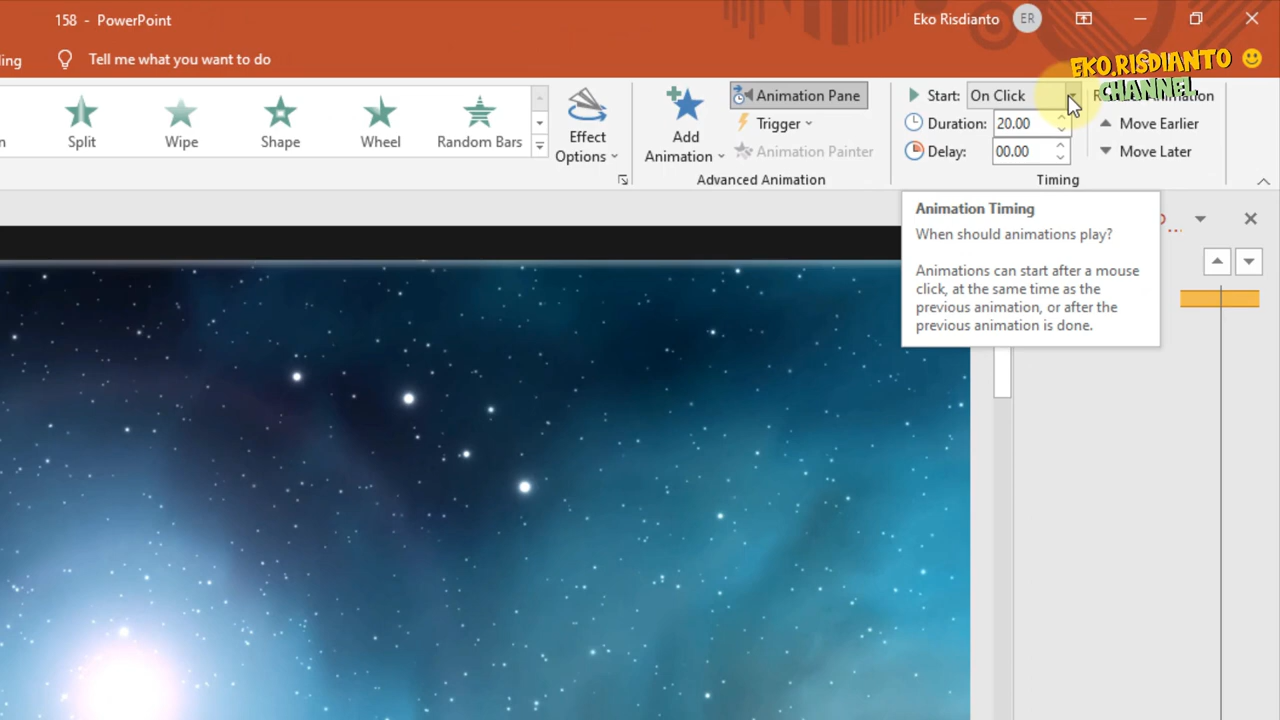 158 - PowerPoint
Eko Risdianto
ER
ling
Tell me what you want to do
EKO.RISDIANTO
CHANNEL
Split
Wipe
Shape
Wheel
Random Bars
Effect
Options
Add
Animation
Animation Pane
Trigger
Animation Painter
Advanced Animation
Start: On Click
Duration: 20.00
Delay: 00.00
Animation
Move Earlier
Move Later
Timing
Animation Timing
When should animations play?
Animations can start after a mouse
click, at the same time as the
previous animation, or after the
previous animation is done.